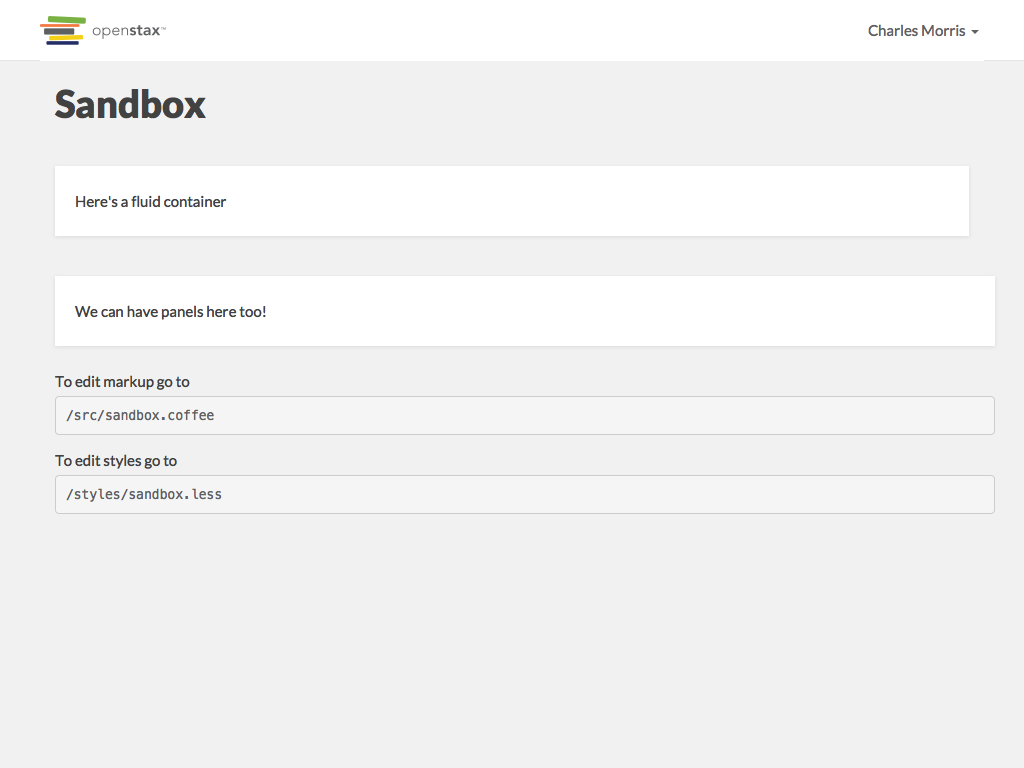 openstax™
Charles Morris
Sandbox
Here's a fluid container
We can have panels here too!
To edit markup go to
/src/sandbox.coffee
To edit styles go to
/styles/sandbox.less